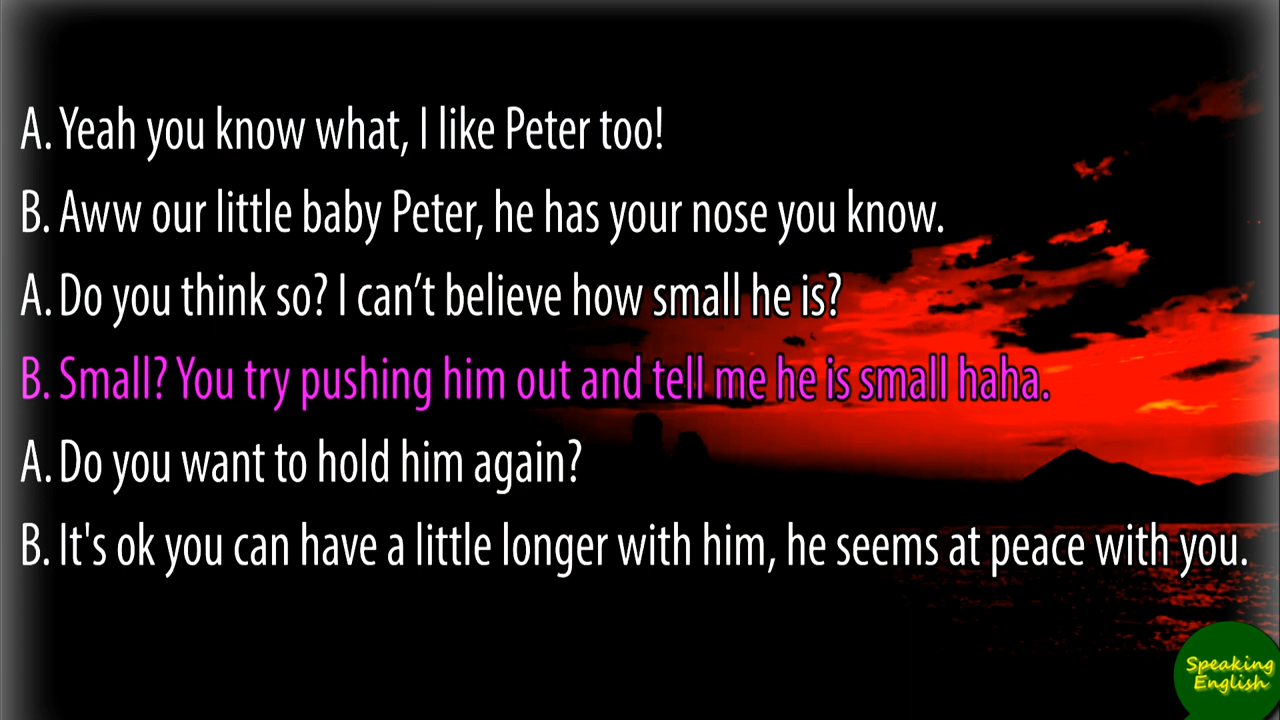 A. Yeah you know what, I like Peter too!
B. Aww our little baby Peter, he has your nose you know.
A. Do you think so? I can’t believe how small he is?
B. Small? You try pushing him out and tell me he is small haha.
A. Do you want to hold him again?
B. It's ok you can have a little longer with him, he seems at peace with you.
Speaking
English